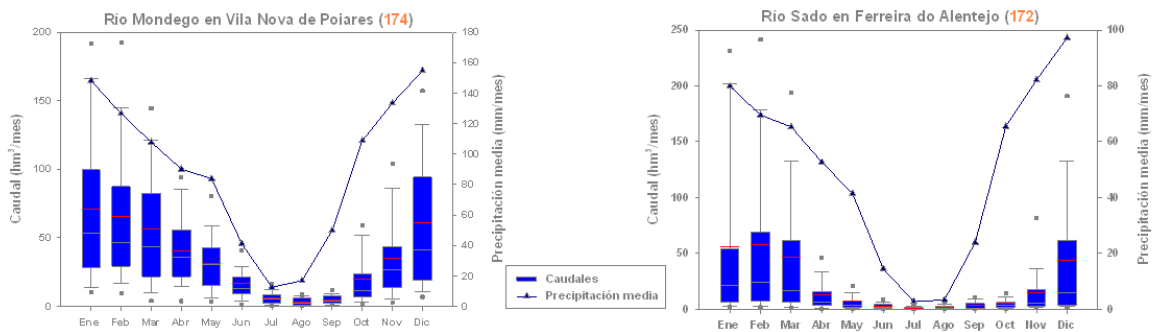 Río Mondego en Vila Nova de Poiares (174)
200
150
100
50
0
Caudal (hm³/mes)
180
160
140
120
100
80
60
40
20
0
Precipitación media (mm/mes)
Ene Feb Mar Abr May Jun Jul Ago Sep Oct Nov Dic
Caudales
Precipitación media
Río Sado en Ferreira do Alentejo (172)
250
200
150
100
50
0
Caudal (hm³/mes)
100
80
60
40
20
0
Precipitación media (mm/mes)
Ene Feb Mar Abr May Jun Jul Ago Sep Oct Nov Dic